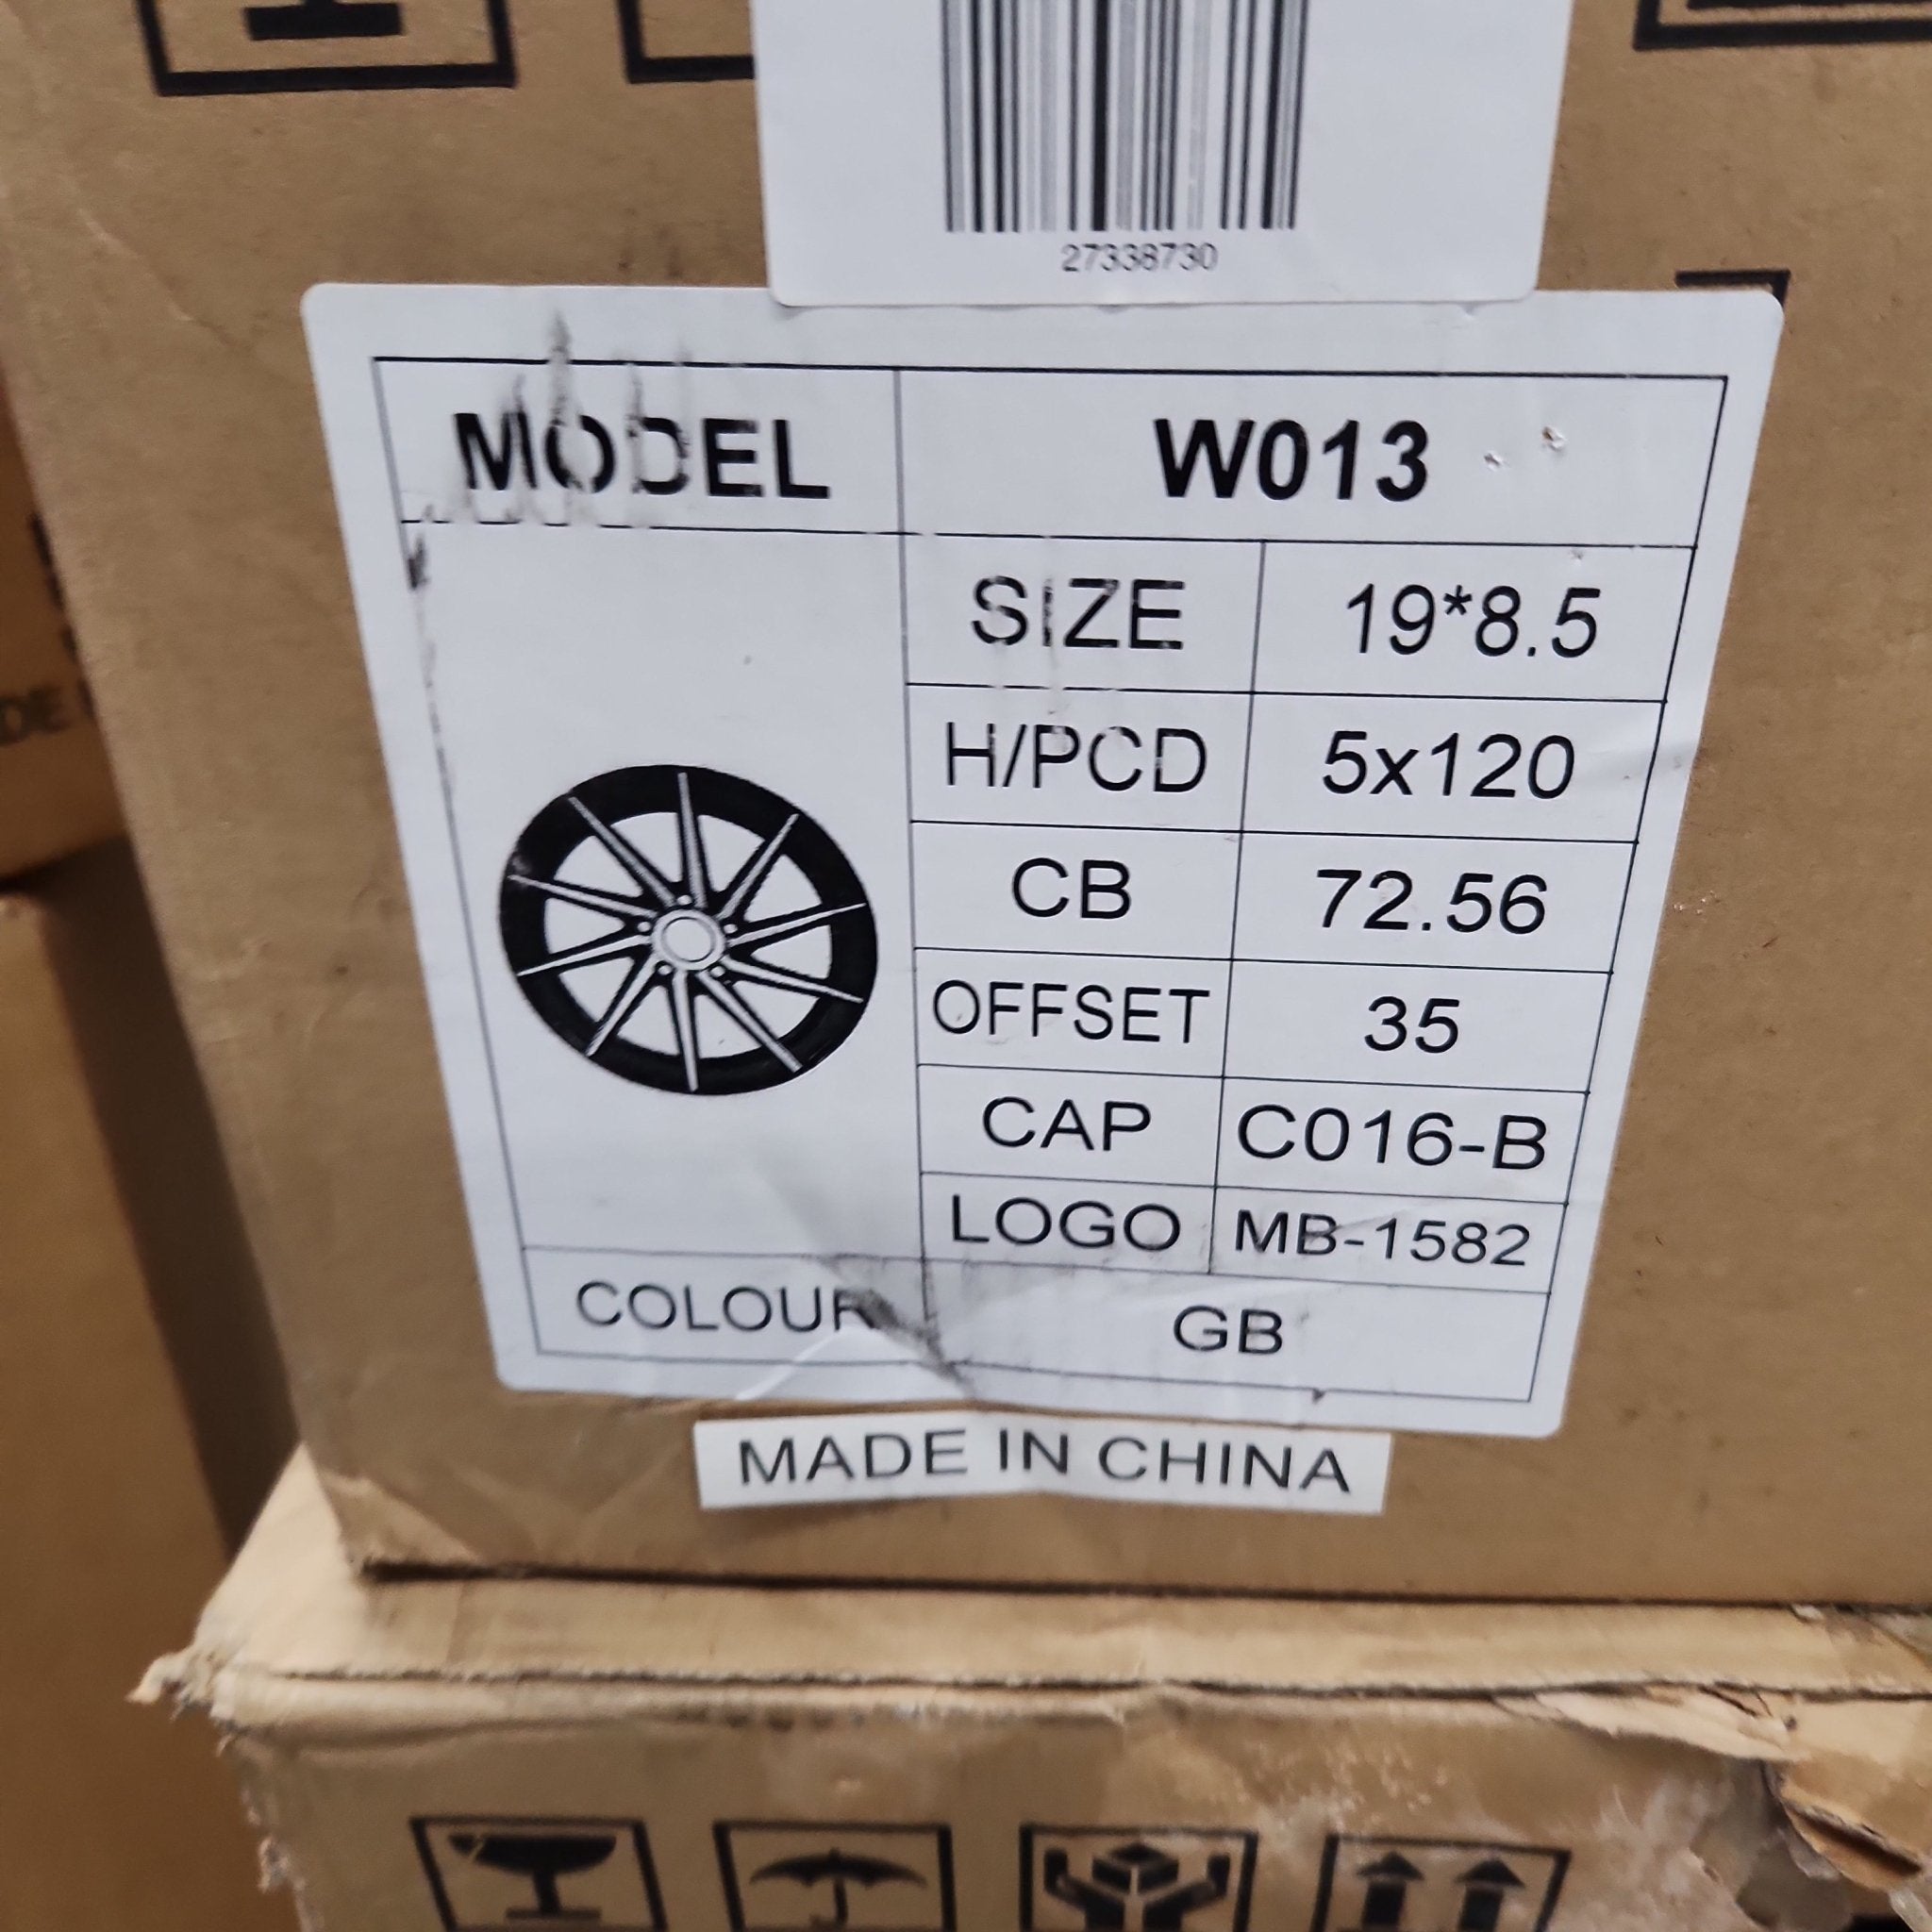 27338730
MODEL W013
SIZE 19*8.5
H/PCD 5x120
CB 72.56
OFFSET 35
CAP C016-B
LOGO MB-1582
COLOUR GB
MADE IN CHINA
DE